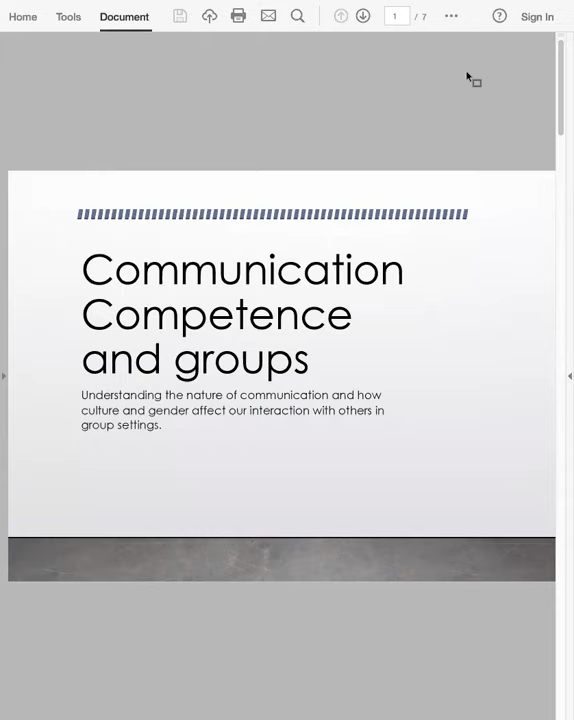 Home Tools Document 1 / 7 ••• ? Sign In
Communication
Competence
and groups
Understanding the nature of communication and how
culture and gender affect our interaction with others in
group settings.